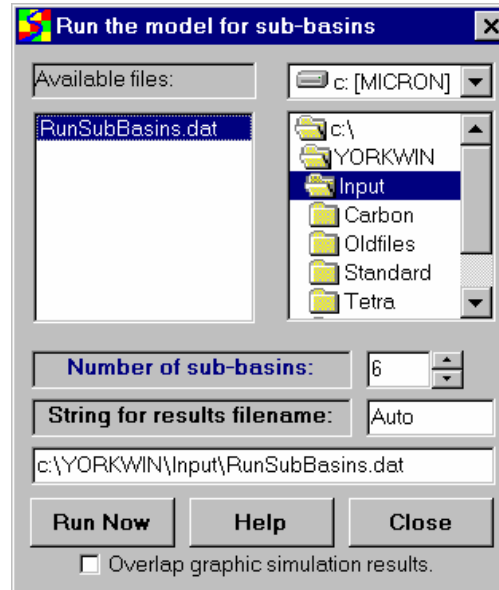 Run the model for sub-basins
Available files:
c: [MICRON]
RunSubBasins.dat
c:\
YORKWIN
Input
Carbon
Oldfiles
Standard
Tetra
Number of sub-basins:
6
String for results filename:
Auto
c:\YORKWIN\Input\RunSubBasins.dat
Run Now
Help
Close
Overlap graphic simulation results.